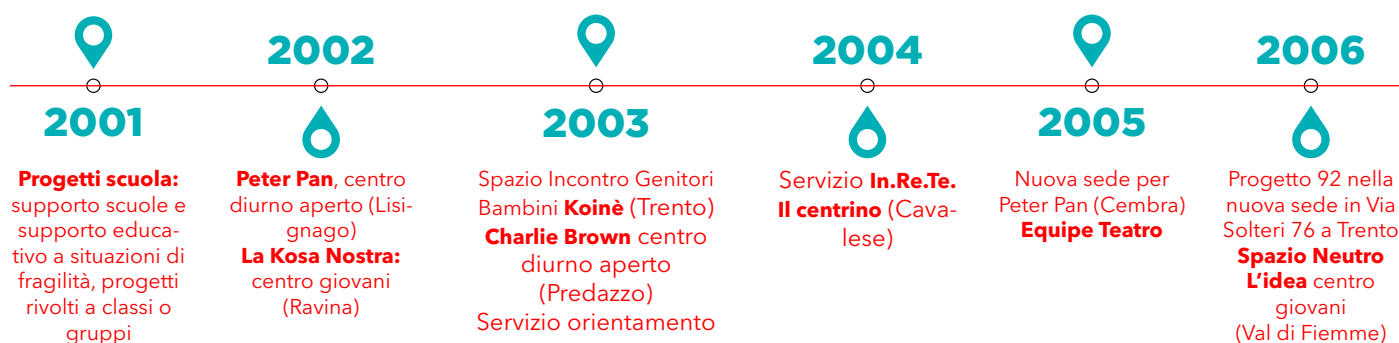 2001
Progetti scuola:
supporto scuole e
supporto educa-
tivo a situazioni di
fragilità, progetti
rivolti a classi o
gruppi
2002
Peter Pan, centro
diurno aperto (Lisi-
gnago)
La Kosa Nostra:
centro giovani
(Ravina)
2003
Spazio Incontro Genitori
Bambini Koinè (Trento)
Charlie Brown centro
diurno aperto
(Predazzo)
Servizio orientamento
2004
Servizio In.Re.Te.
Il centrino (Cava-
lese)
2005
Nuova sede per
Peter Pan (Cembra)
Equipe Teatro
2006
Progetto 92 nella
nuova sede in Via
Solteri 76 a Trento
Spazio Neutro
L’idea centro
giovani
(Val di Fiemme)